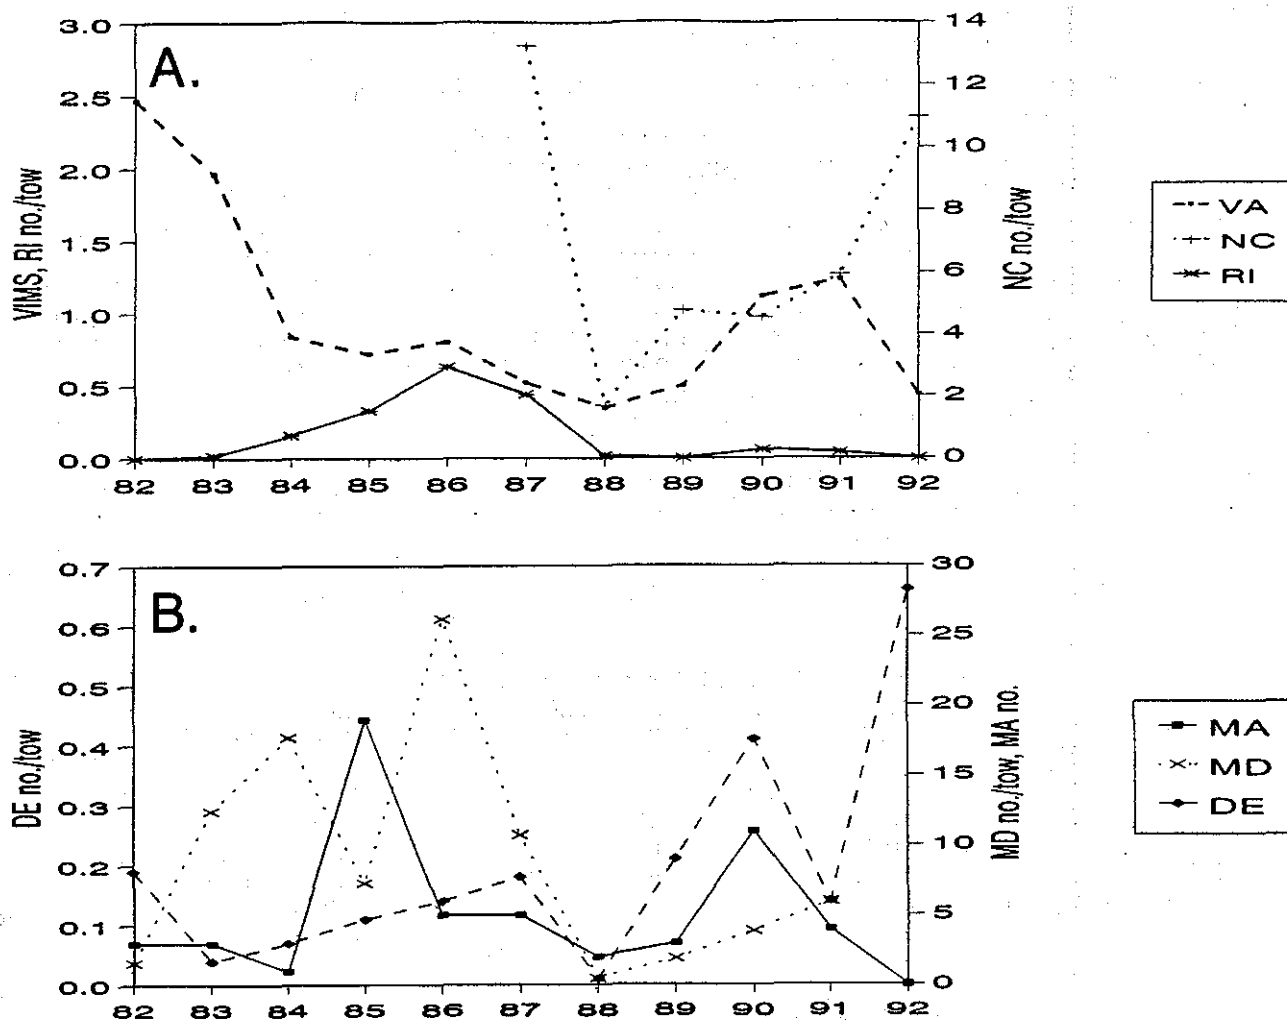 A.
3.0
2.5
2.0
1.5
1.0
0.5
0.0
VIMS, RI no./tow
14
12
10
8
6
4
2
0
NC no./tow
82 83 84 85 86 87 88 89 90 91 92
VA
NC
RI
B.
0.7
0.6
0.5
0.4
0.3
0.2
0.1
0.0
DE no./tow
30
25
20
15
10
5
0
MD no./tow, MA no.
82 83 84 85 86 87 88 89 90 91 92
MA
MD
DE